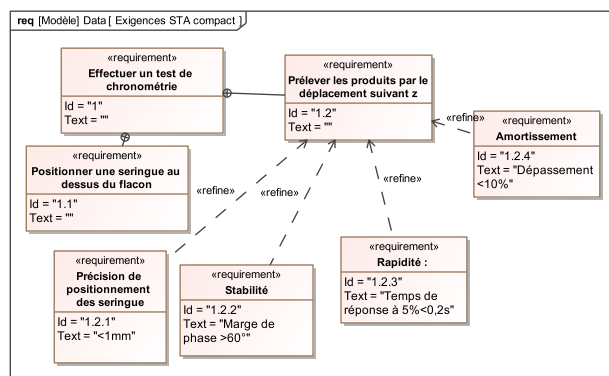 req [Modèle] Data [ Exigences STA compact ]
«requirement»
Effectuer un test de
chronométrie
Id = "1"
Text = ""
«requirement»
Prélever les produits par le
déplacement suivant z
Id = "1.2"
Text = ""
«refine»
«requirement»
Amortissement
Id = "1.2.4"
Text = "Dépassement
<10%"
«requirement»
Positionner une seringue au
dessus du flacon
Id = "1.1"
Text = ""
«refine»
«refine»
«refine»
«requirement»
Précision de
positionnement
des seringue
Id = "1.2.1"
Text = "<1mm"
«requirement»
Stabilité
Id = "1.2.2"
Text = "Marge de
phase >60°"
«requirement»
Rapidité :
Id = "1.2.3"
Text = "Temps de
réponse à 5%<0,2s"